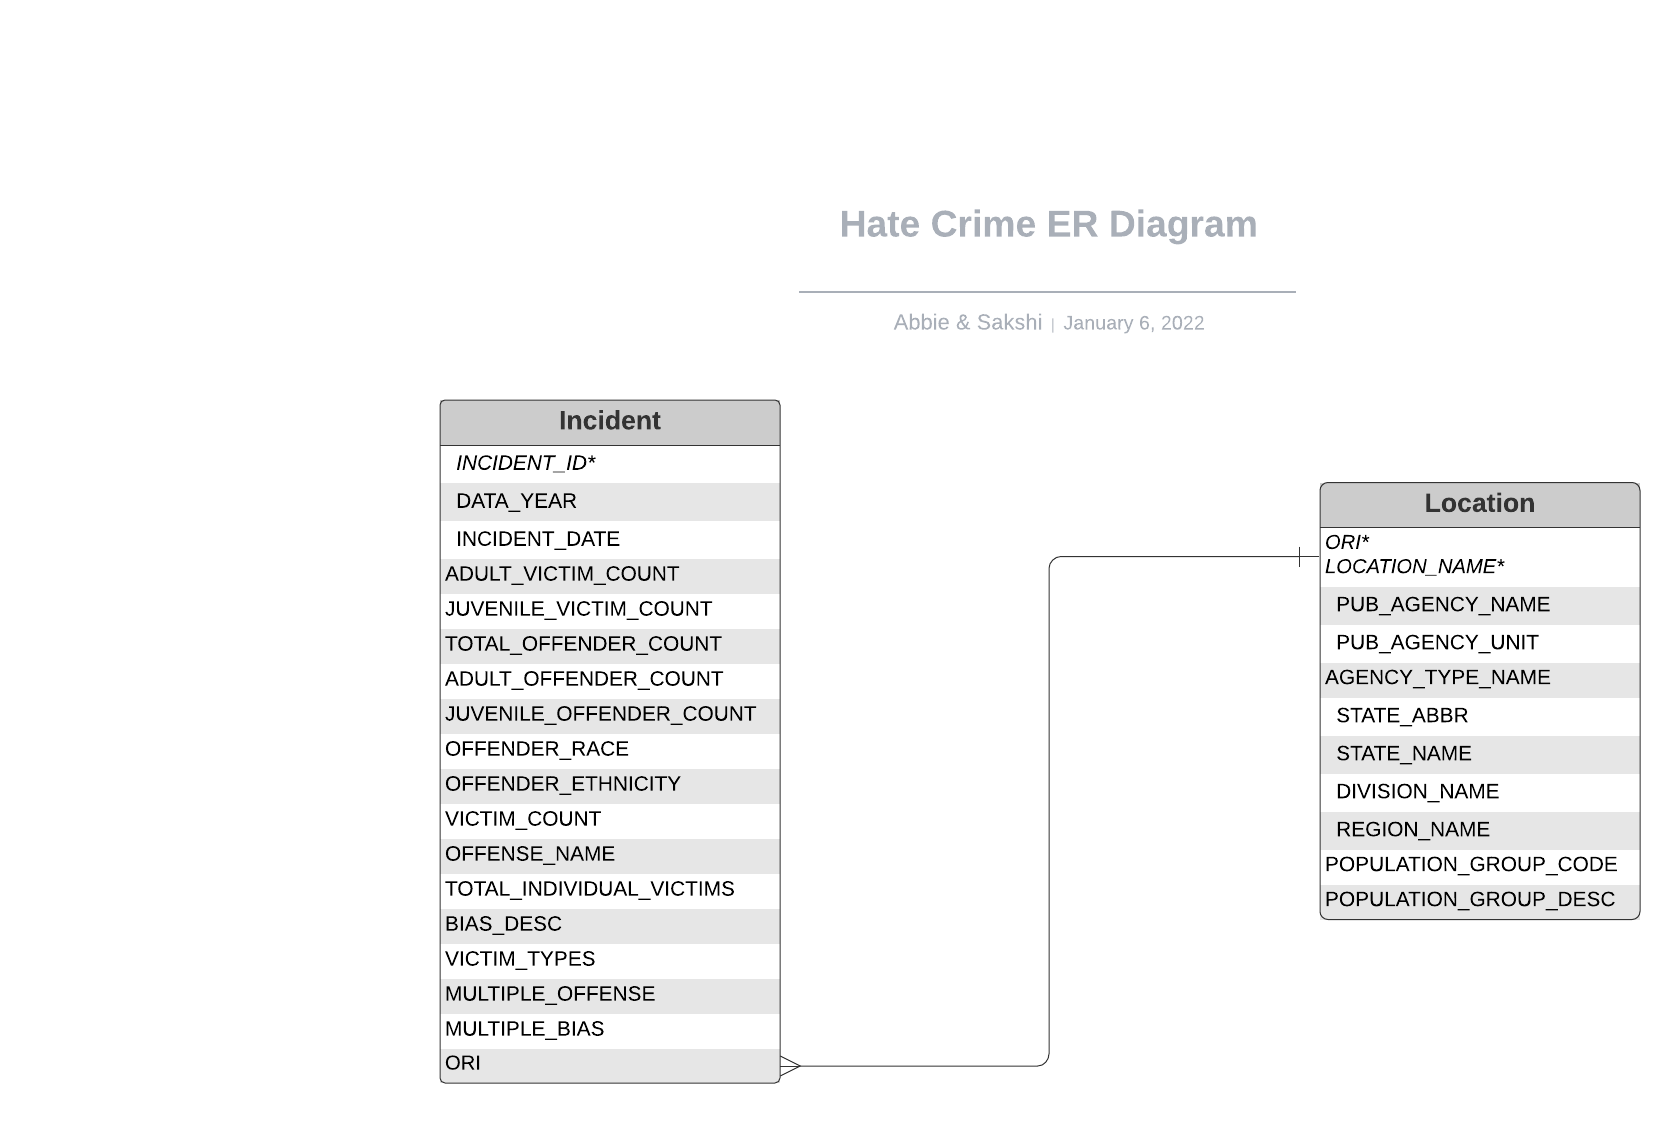 Hate Crime ER Diagram
Abbie & Sakshi | January 6, 2022
Incident
INCIDENT_ID*
DATA_YEAR
INCIDENT_DATE
ADULT_VICTIM_COUNT
JUVENILE_VICTIM_COUNT
TOTAL_OFFENDER_COUNT
ADULT_OFFENDER_COUNT
JUVENILE_OFFENDER_COUNT
OFFENDER_RACE
OFFENDER_ETHNICITY
VICTIM_COUNT
OFFENSE_NAME
TOTAL_INDIVIDUAL_VICTIMS
BIAS_DESC
VICTIM_TYPES
MULTIPLE_OFFENSE
MULTIPLE_BIAS
ORI
Location
ORI*
LOCATION_NAME*
PUB_AGENCY_NAME
PUB_AGENCY_UNIT
AGENCY_TYPE_NAME
STATE_ABBR
STATE_NAME
DIVISION_NAME
REGION_NAME
POPULATION_GROUP_CODE
POPULATION_GROUP_DESC